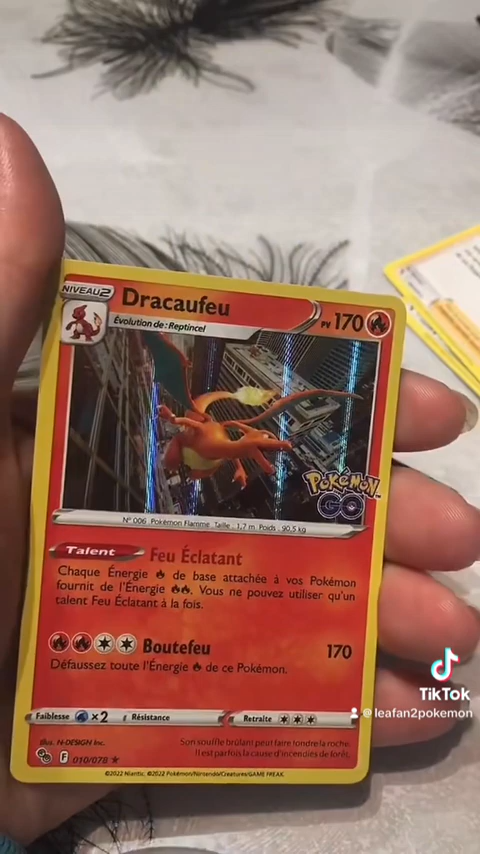 NIVEAU2
Dracaufeu
Évolution de : Reptincel
PV 170
Pokémon
GO
N° 006 Pokémon Flamme Taille : 1,7 m Poids : 90,5 kg
Talent
Feu Éclatant
Chaque Énergie de base attachée à vos Pokémon
fournit de l'Énergie. Vous ne pouvez utiliser qu'un
talent Feu Éclatant à la fois.
Boutefeu 170
Défaussez toute l'Énergie de ce Pokémon.
Faiblesse ×2 Résistance Retraite
Illus. N-DESIGN Inc.
Son souffle brûlant peut faire fondre la roche.
Il est parfois la cause d'incendies de forêt.
F 010/078 ★
©2022 Niantic. ©2022 Pokémon/Nintendo/Creatures/GAME FREAK.
TikTok
@leafan2pokemon